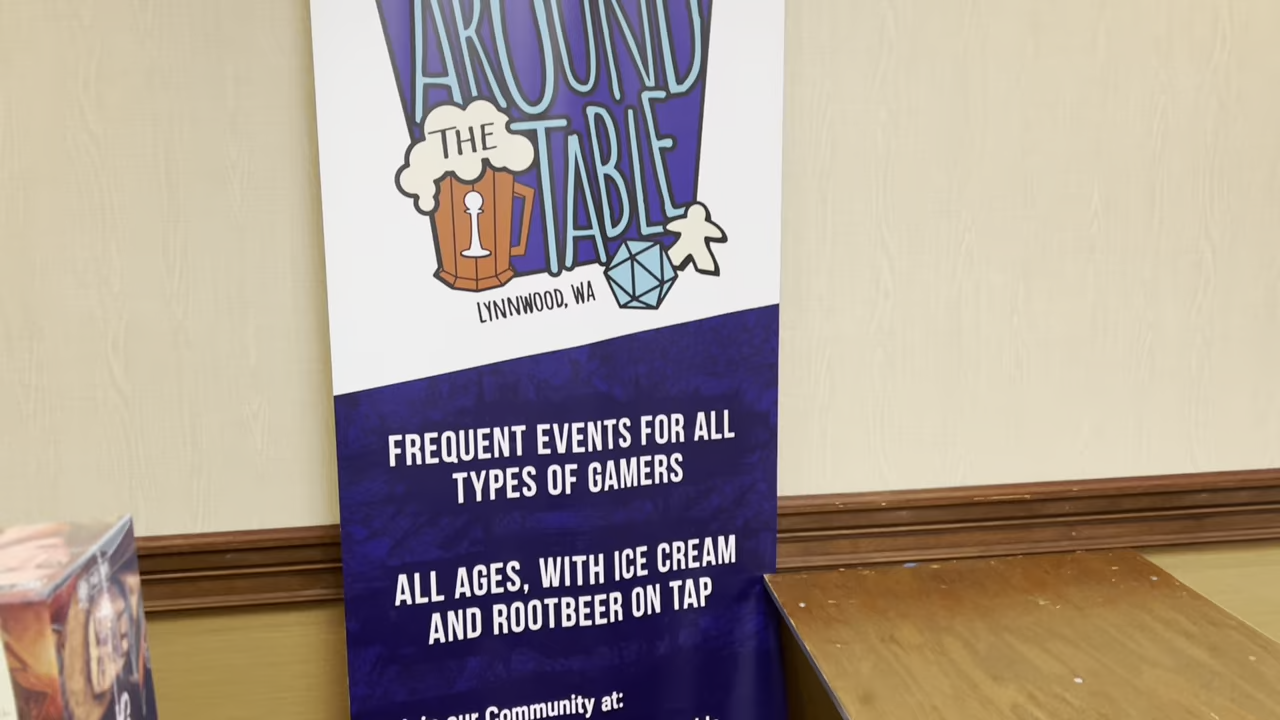 AROUND
THE TABLE
LYNNWOOD, WA
FREQUENT EVENTS FOR ALL
TYPES OF GAMERS
ALL AGES, WITH ICE CREAM
AND ROOTBEER ON TAP
our Community at: